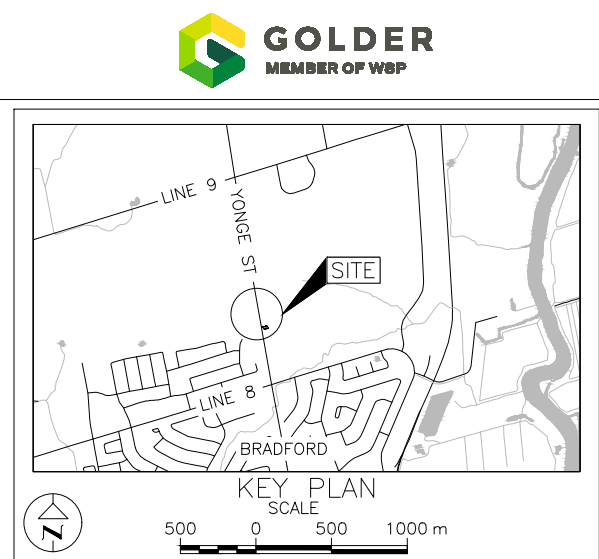 GOLDER
MEMBER OF WSP
LINE 9
YONGE ST
SITE
LINE 8
BRADFORD
KEY PLAN
SCALE
N
500 0 500 1000 m